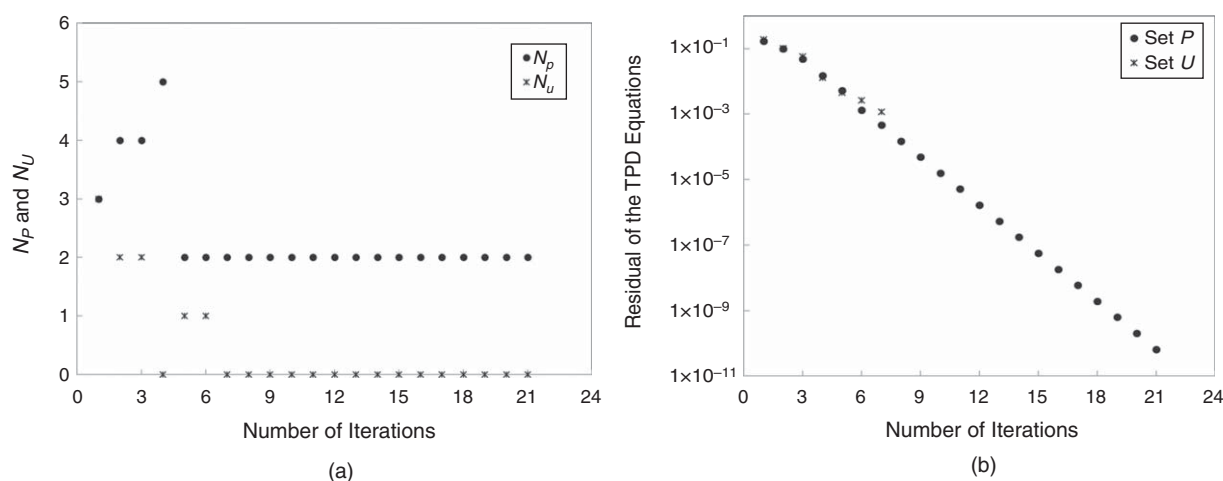 6
5
4
3
2
1
0
0 3 6 9 12 15 18 21 24
N_P and N_U
Number of Iterations
N_p
N_u
(a)
1×10⁻¹
1×10⁻³
1×10⁻⁵
1×10⁻⁷
1×10⁻⁹
1×10⁻¹¹
0 3 6 9 12 15 18 21 24
Residual of the TPD Equations
Number of Iterations
Set P
Set U
(b)